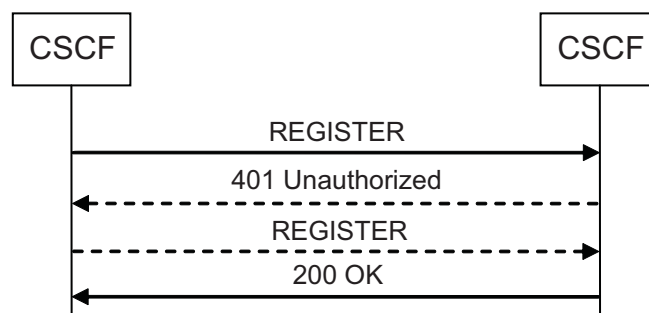 CSCF
CSCF
REGISTER
401 Unauthorized
REGISTER
200 OK